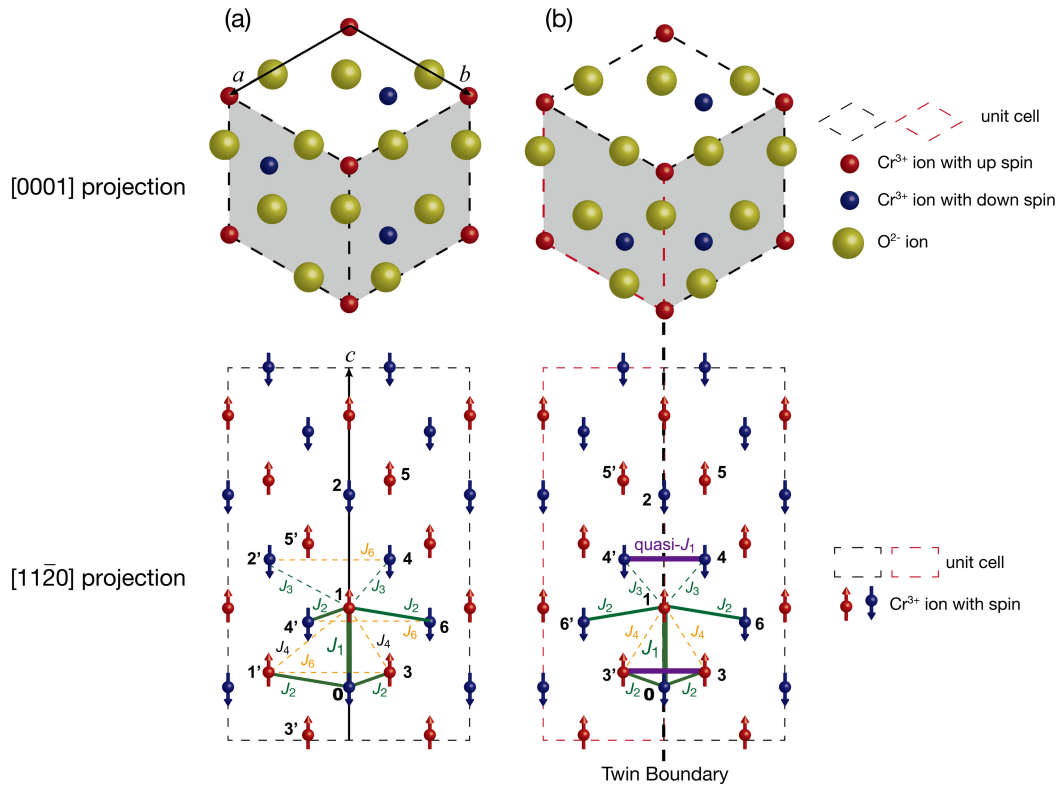 (a)
(b)
a
b
[0001] projection
unit cell
Cr³⁺ ion with up spin
Cr³⁺ ion with down spin
O²⁻ ion
c
5
2
5'
J₆
2'
4
J₃
J₃
1
J₂
J₂
4'
6
J₄
J₁
J₄
J₆
J₆
1'
3
J₂
J₂
0
3'
[112̄0] projection
5'
5
2
quasi-J₁
4'
4
J₃
J₃
1
J₂
J₂
6'
6
J₄
J₄
J₁
3'
3
J₂
J₂
0
Twin Boundary
unit cell
Cr³⁺ ion with spin